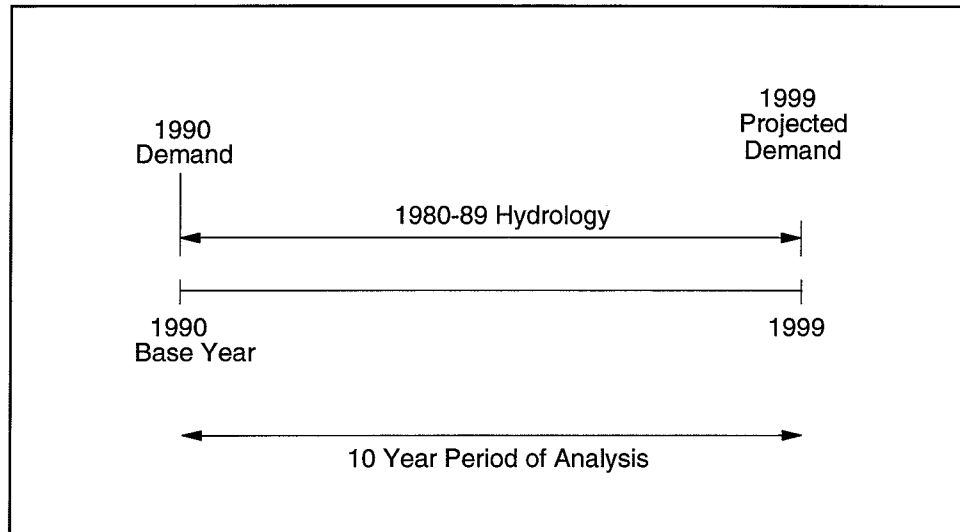 1990
Demand
1999
Projected
Demand
1980-89 Hydrology
1990
Base Year
1999
10 Year Period of Analysis